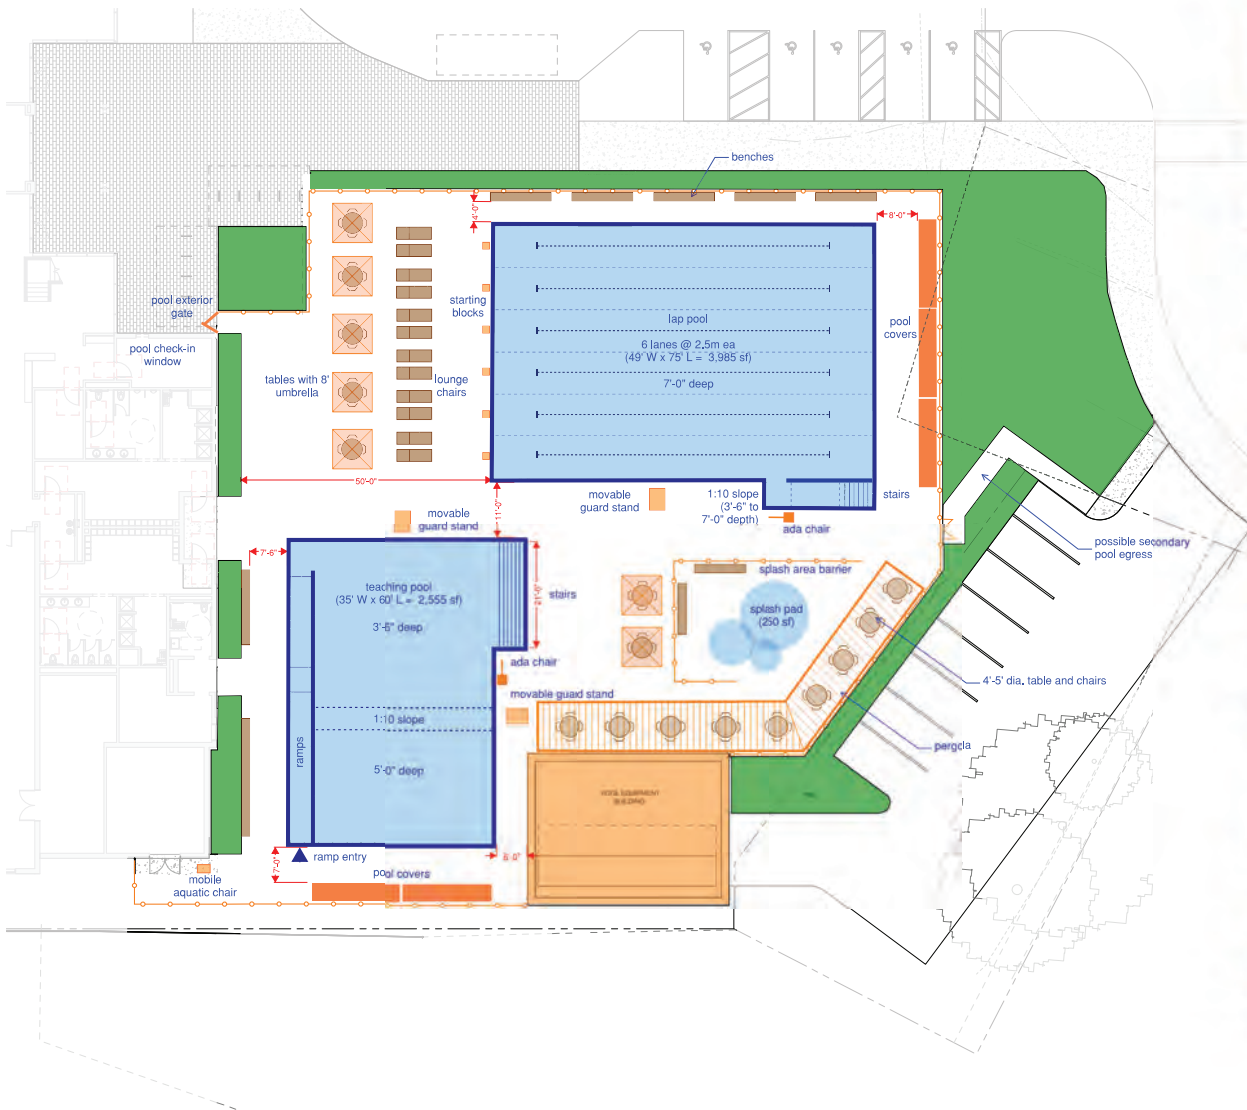 benches
4'-0"
8'-0"
pool exterior
gate
starting
blocks
lap pool
6 lanes @ 2.5m ea
(49' W x 75' L = 3,985 sf)
7'-0" deep
pool
covers
pool check-in
window
tables with 8'
umbrella
lounge
chairs
50'-0"
11'-0"
movable
guard stand
1:10 slope
(3'-6" to
7'-0" depth)
stairs
ada chair
movable
guard stand
possible secondary
pool egress
7'-6"
teaching pool
(35' W x 60' L = 2,555 sf)
3'-6" deep
21'-0"
stairs
splash area barrier
splash pad
(250 sf)
ada chair
movable guard stand
4'-5' dia. table and chairs
1:10 slope
ramps
5'-0" deep
pergola
POOL EQUIPMENT
BUILDING
ramp entry
7'-0"
8'-0"
pool covers
mobile
aquatic chair